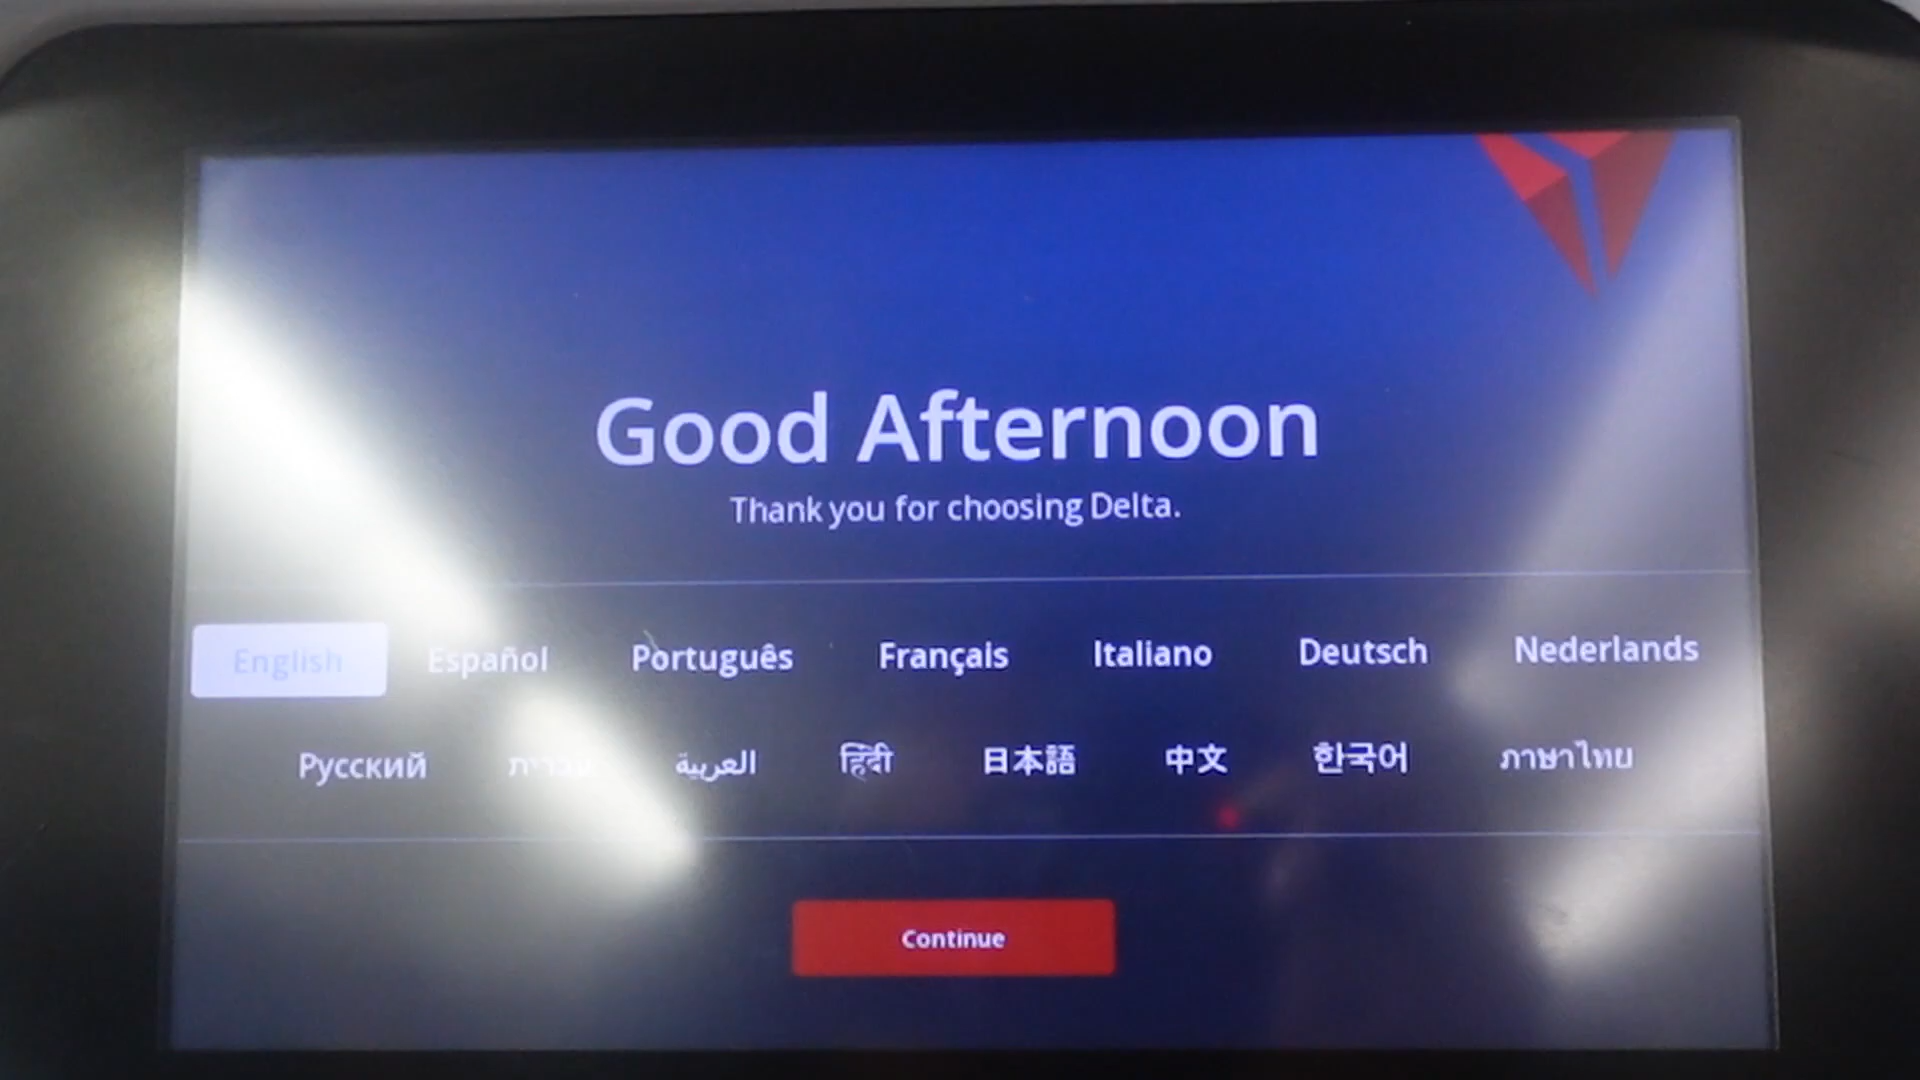 Good Afternoon
Thank you for choosing Delta.
English Español Português Français Italiano Deutsch Nederlands
Русский עברית العربية हिंदी 日本語 中文 한국어 ภาษาไทย
Continue